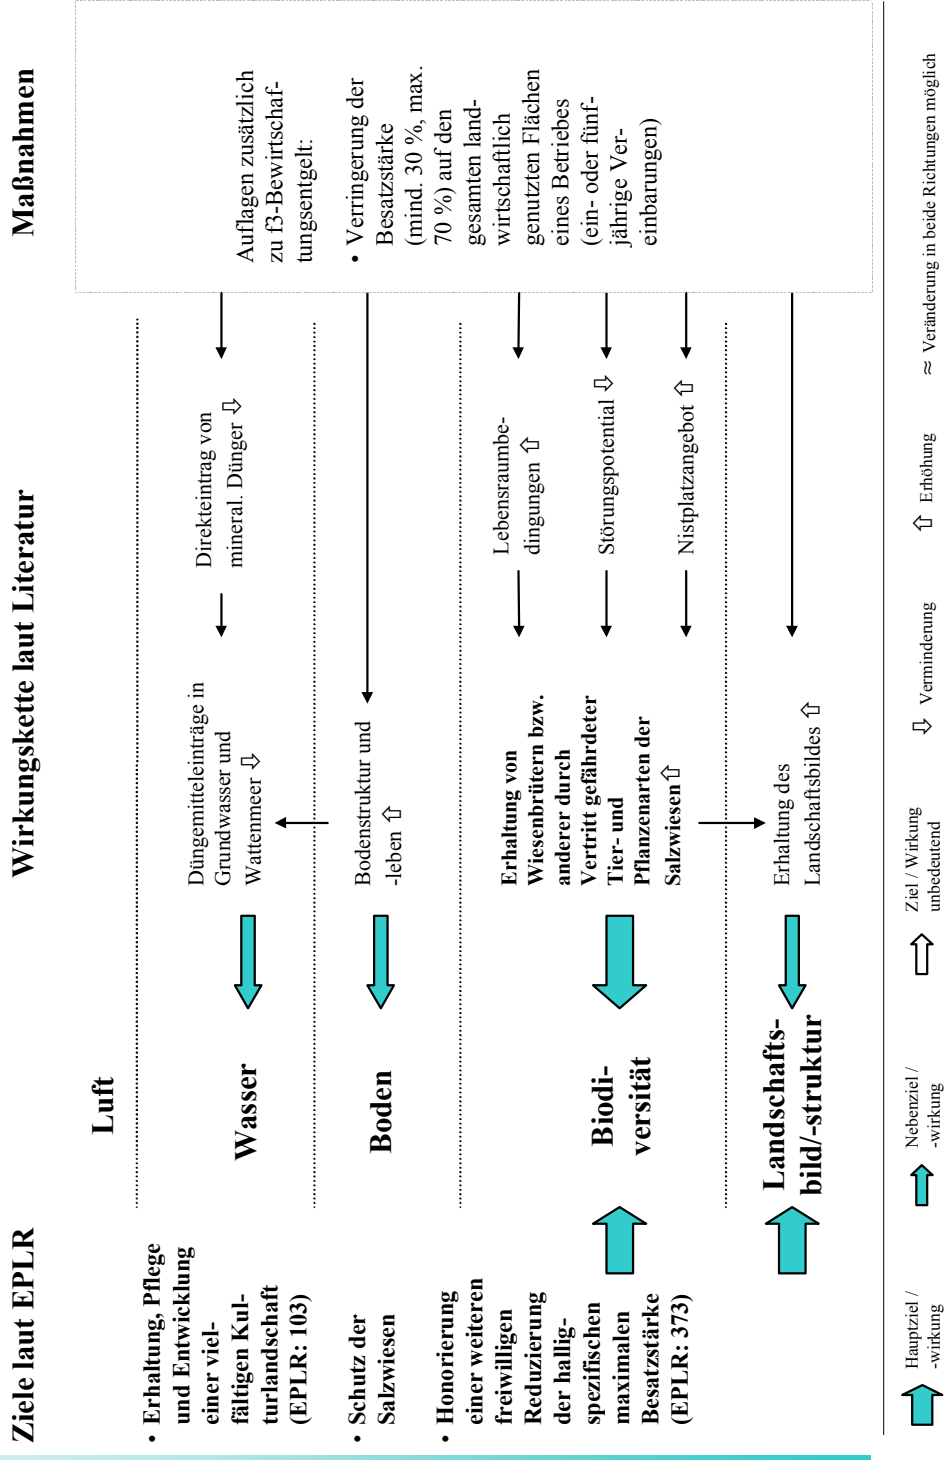 Ziele laut EPLR
Wirkungskette laut Literatur
Maßnahmen
• Erhaltung, Pflege
und Entwicklung
einer viel-
fältigen Kul-
turlandschaft
(EPLR: 103)
• Schutz der
Salzwiesen
• Honorierung
einer weiteren
freiwilligen
Reduzierung
der hallig-
spezifischen
maximalen
Besatzstärke
(EPLR: 373)
Luft
Wasser
Boden
Biodi-
versität
Landschafts-
bild/-struktur
Düngemitteleinträge in
Grundwasser und
Wattenmeer ⇩
Direkteintrag von
mineral. Dünger ⇩
Bodenstruktur und
-leben ⇧
Erhaltung von
Wiesenbrütern bzw.
anderer durch
Vertritt gefährdeter
Tier- und
Pflanzenarten der
Salzwiesen ⇧
Lebensraumbe-
dingungen ⇧
Störungspotential ⇩
Nistplatzangebot ⇧
Erhaltung des
Landschaftsbildes ⇧
Auflagen zusätzlich
zu f3-Bewirtschaf-
tungsentgelt:
• Verringerung der
Besatzstärke
(mind. 30 %, max.
70 %) auf den
gesamten land-
wirtschaftlich
genutzten Flächen
eines Betriebes
(ein- oder fünf-
jährige Ver-
einbarungen)
Hauptziel /
-wirkung
Nebenziel /
-wirkung
Ziel / Wirkung
unbedeutend
⇩ Verminderung
⇧ Erhöhung
≈ Veränderung in beide Richtungen möglich